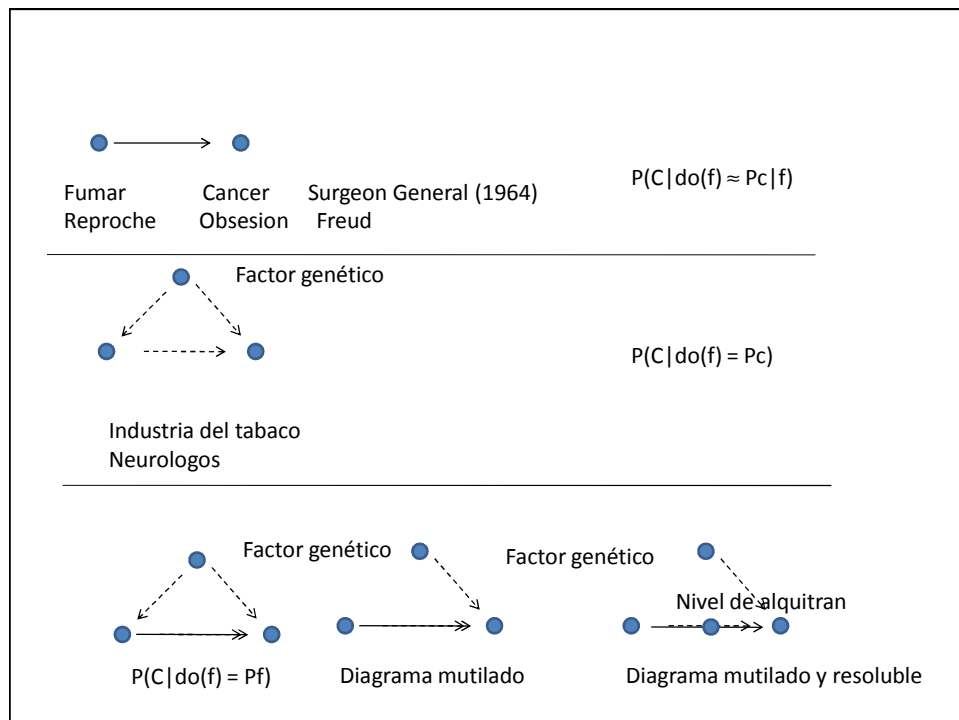 P(C|do(f) ≈ Pc|f)
Fumar Cancer Surgeon General (1964)
Reproche Obsesion Freud
Factor genético
P(C|do(f) = Pc)
Industria del tabaco
Neurologos
Factor genético Factor genético
Nivel de alquitran
P(C|do(f) = Pf) Diagrama mutilado Diagrama mutilado y resoluble